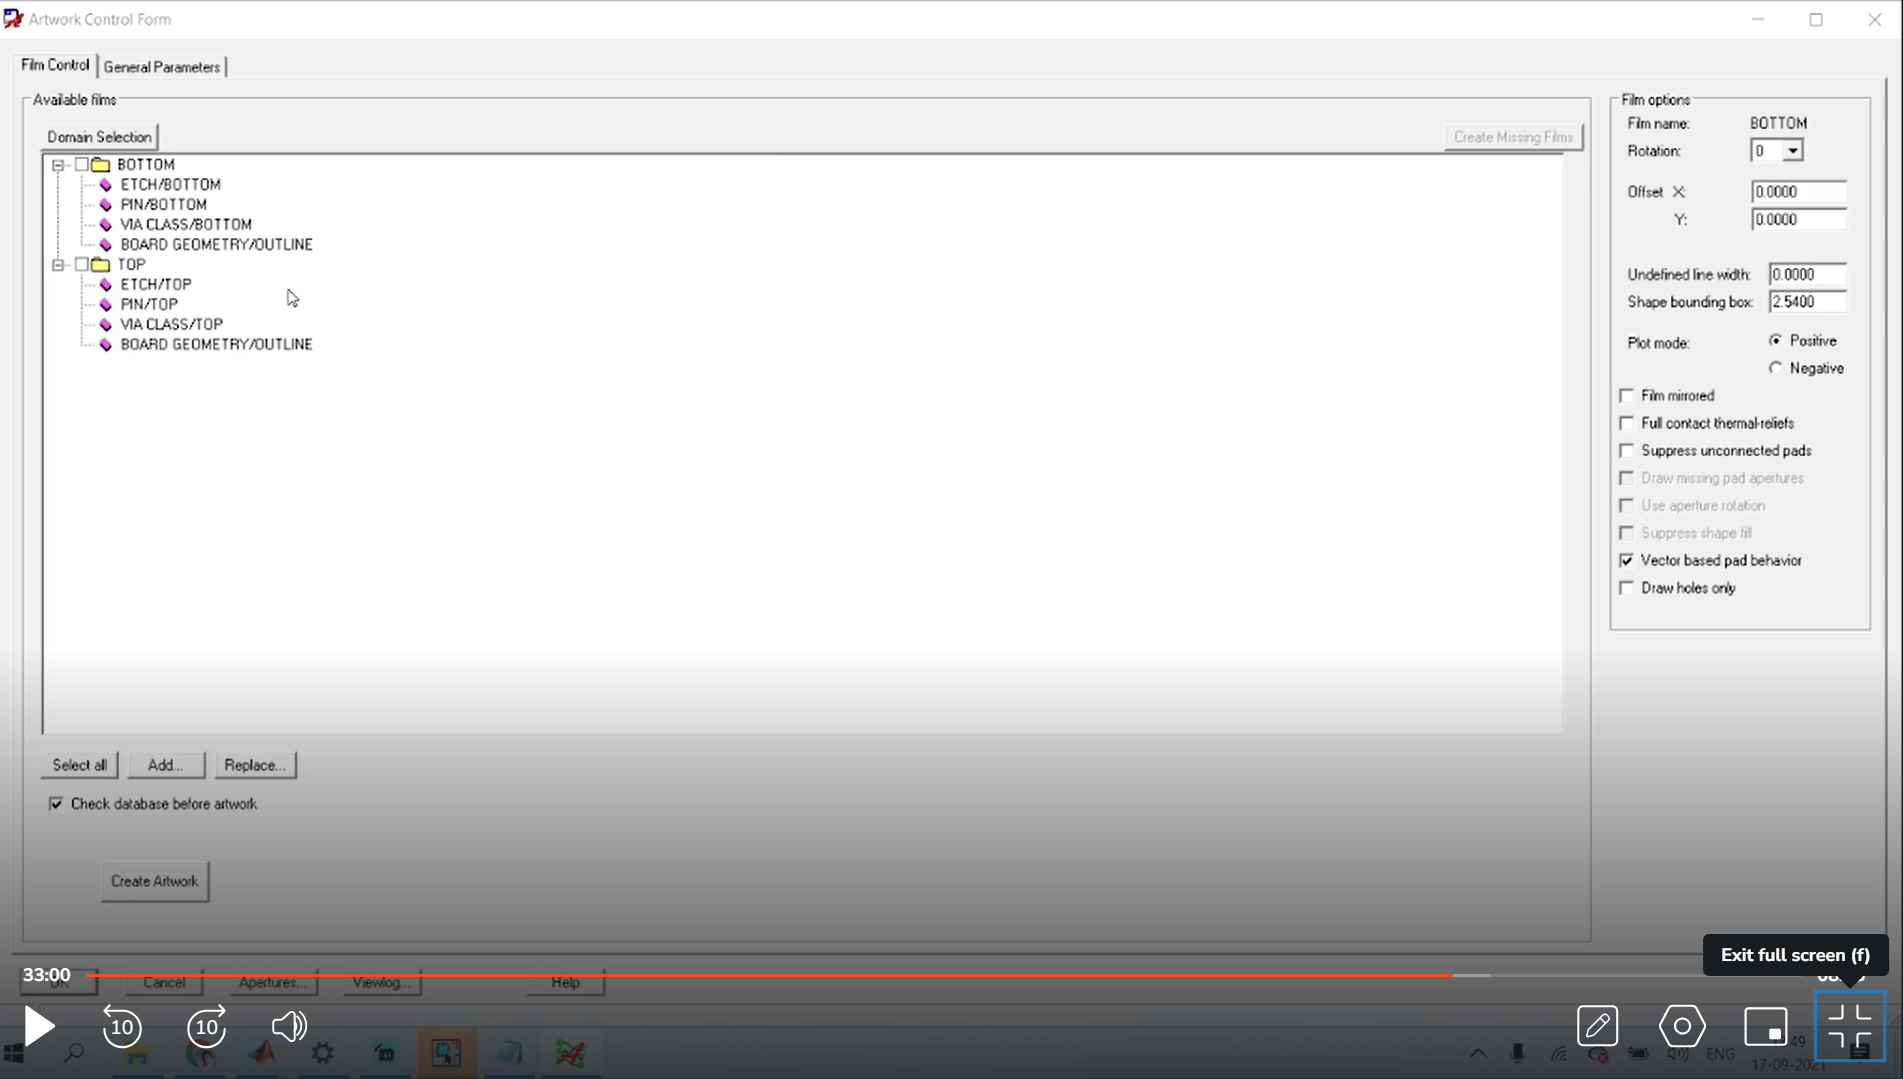 Artwork Control Form
Film Control
General Parameters
Available films
Domain Selection
Create Missing Films
BOTTOM
ETCH/BOTTOM
PIN/BOTTOM
VIA CLASS/BOTTOM
BOARD GEOMETRY/OUTLINE
TOP
ETCH/TOP
PIN/TOP
VIA CLASS/TOP
BOARD GEOMETRY/OUTLINE
Select all
Add...
Replace...
Check database before artwork
Create Artwork
Film options
Film name: BOTTOM
Rotation: 0
Offset X: 0.0000
Y: 0.0000
Undefined line width: 0.0000
Shape bounding box: 2.5400
Plot mode: Positive
Negative
Film mirrored
Full contact thermal-reliefs
Suppress unconnected pads
Draw missing pad apertures
Use aperture rotation
Suppress shape fill
Vector based pad behavior
Draw holes only
Exit full screen (f)
33:00
Cancel
Apertures...
Viewlog...
Help
10
10
ENG